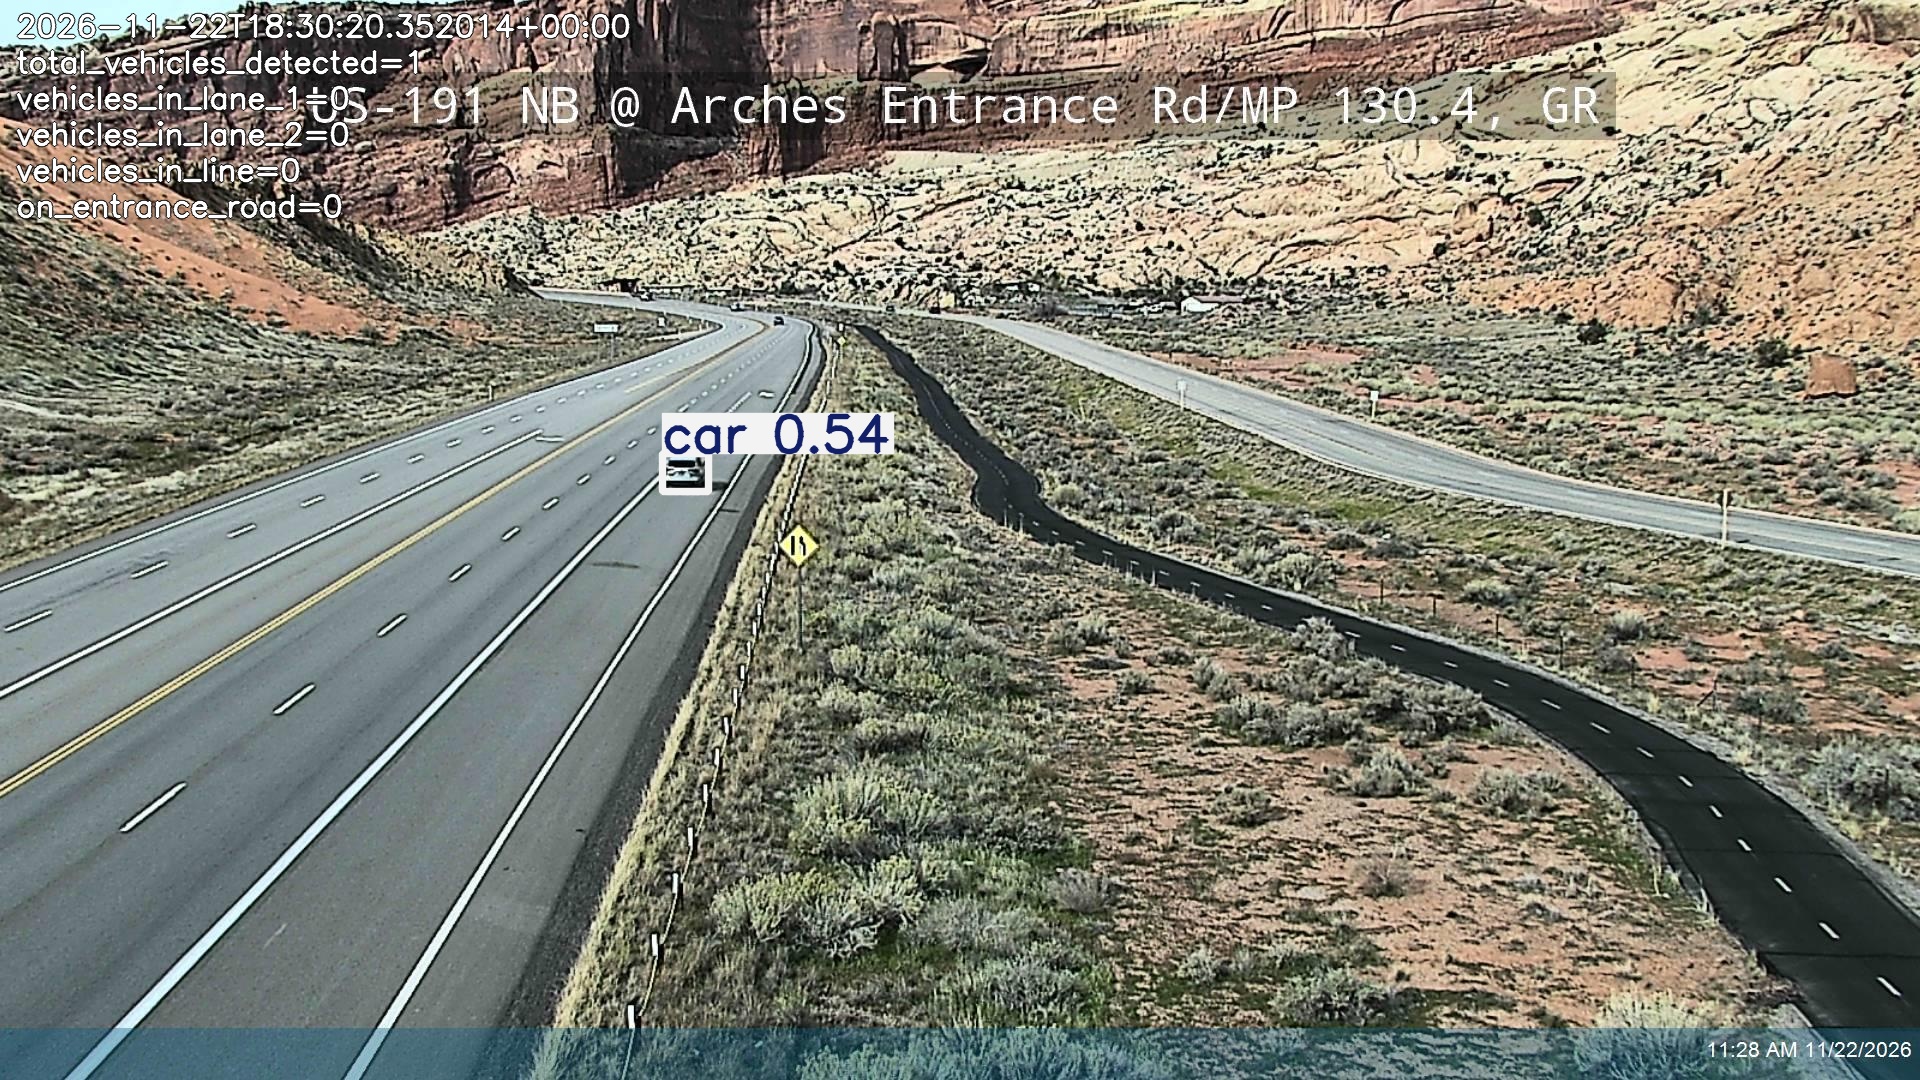 2026-11-22T18:30:20.352014+00:00
total_vehicles_detected=1
vehicles_in_lane_1=0
US-191 NB @ Arches Entrance Rd/MP 130.4, GR
vehicles_in_lane_2=0
vehicles_in_line=0
on_entrance_road=0
car 0.54
11:28 AM 11/22/2026